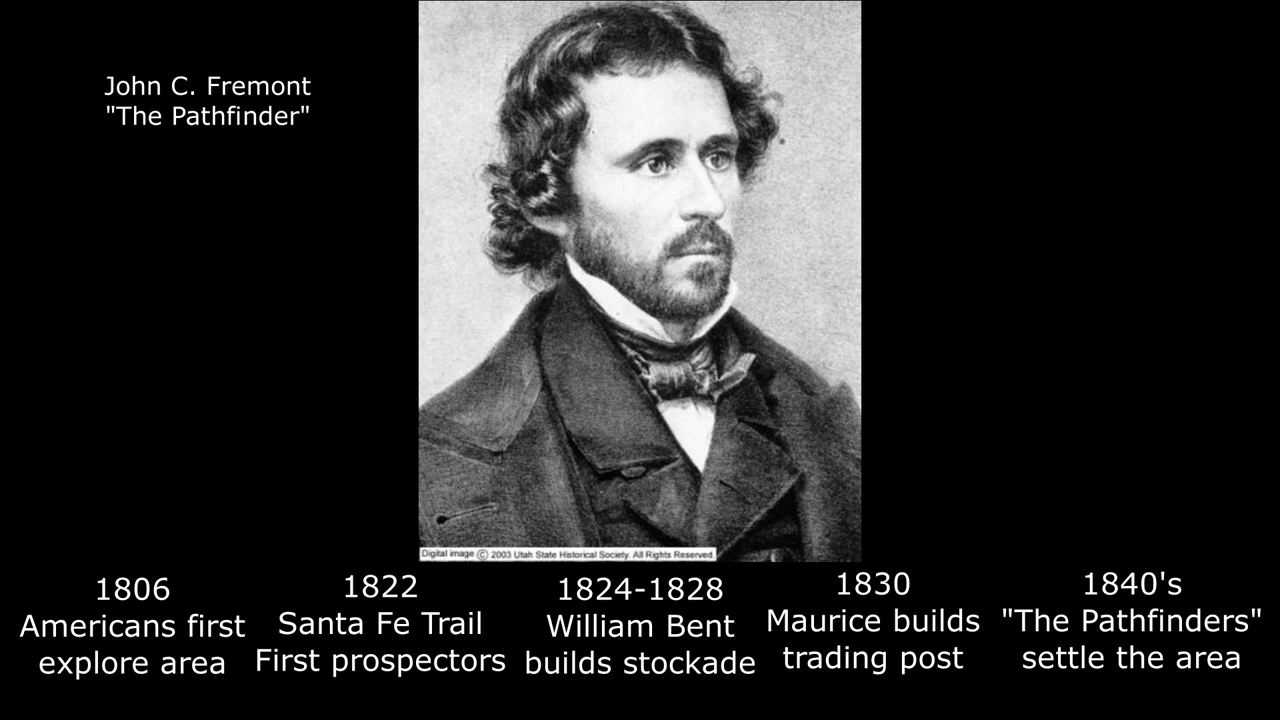 John C. Fremont
"The Pathfinder"
Digital image © 2003 Utah State Historical Society. All Rights Reserved.
1806
Americans first
explore area
1822
Santa Fe Trail
First prospectors
1824-1828
William Bent
builds stockade
1830
Maurice builds
trading post
1840's
"The Pathfinders"
settle the area